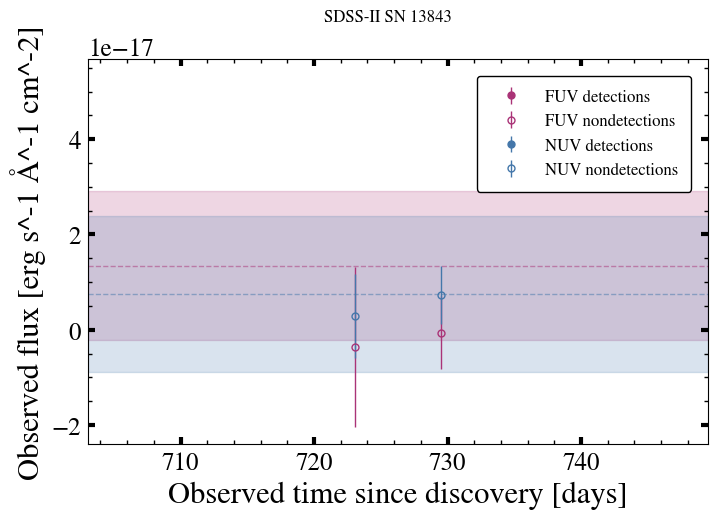 SDSS-II SN 13843
1e−17
FUV detections
FUV nondetections
NUV detections
NUV nondetections
4
2
0
−2
710
720
730
740
Observed time since discovery [days]
Observed flux [erg s^-1 Å^-1 cm^-2]